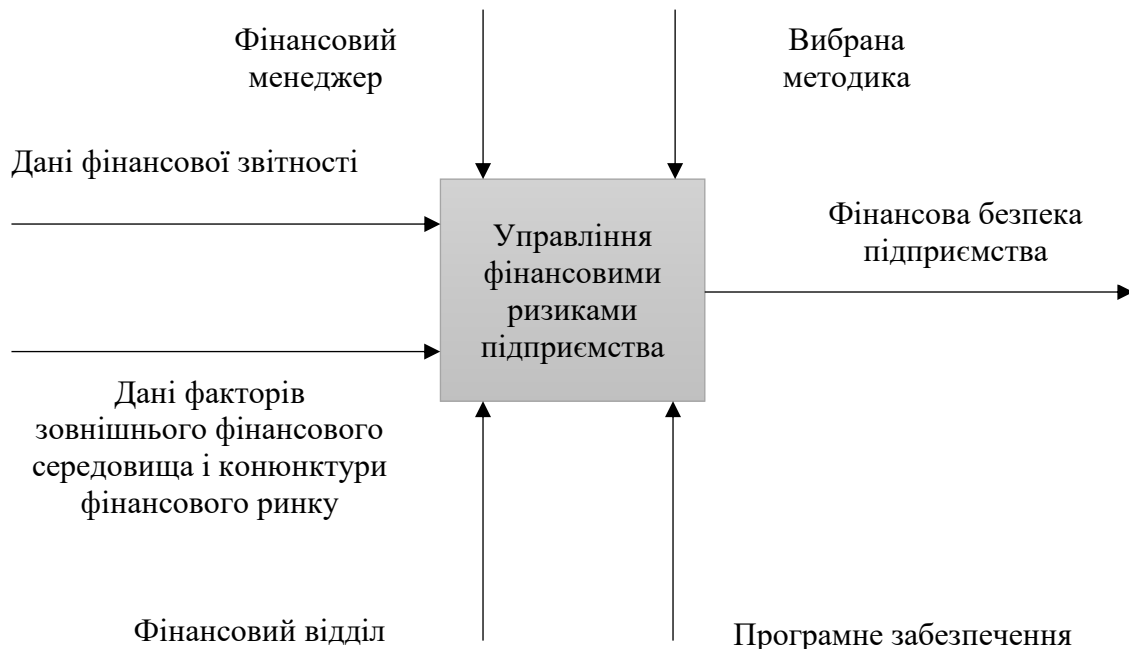 Фінансовий
менеджер
Вибрана
методика
Дані фінансової звітності
Управління
фінансовими
ризиками
підприємства
Фінансова безпека
підприємства
Дані факторів
зовнішнього фінансового
середовища і конюнктури
фінансового ринку
Фінансовий відділ
Програмне забезпечення